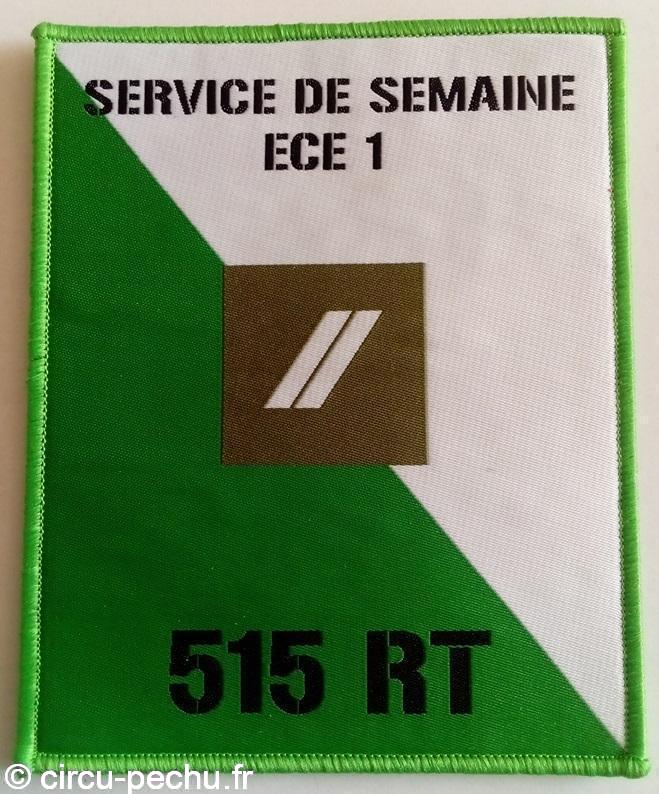 SERVICE DE SEMAINE
ECE 1
515 RT
© circu-pechu.fr